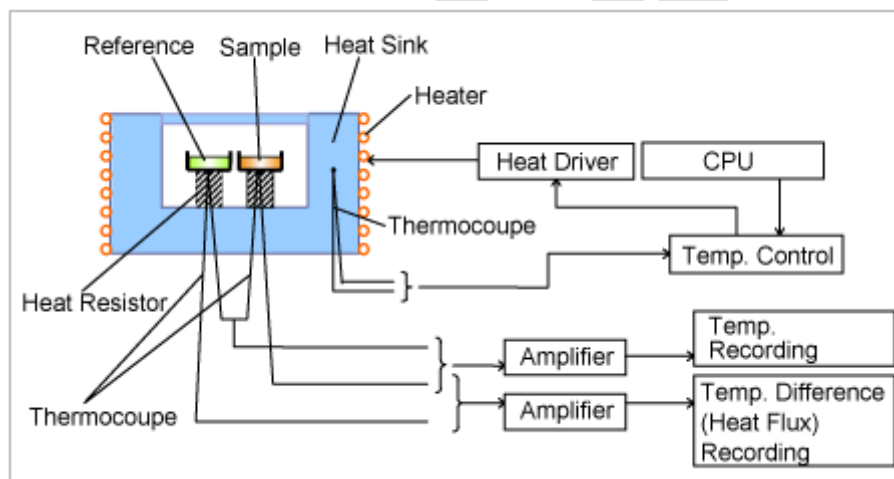 Reference
Sample
Heat Sink
Heater
Heat Driver
CPU
Thermocoupe
Temp. Control
Heat Resistor
Thermocoupe
Amplifier
Temp.
Recording
Amplifier
Temp. Difference
(Heat Flux)
Recording